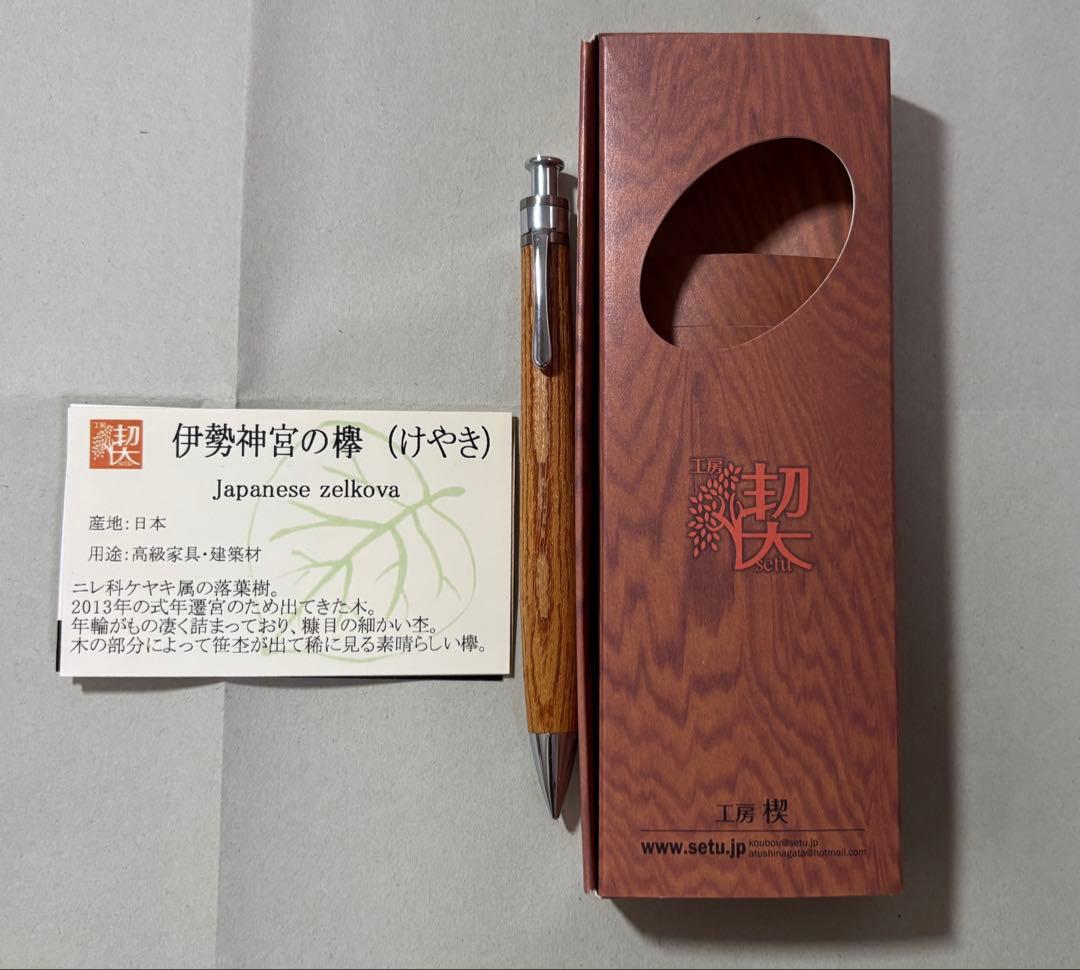 工房
楔
setu
伊勢神宮の欅 (けやき)
Japanese zelkova
産地:日本
用途:高級家具・建築材
ニレ科ケヤキ属の落葉樹。
2013年の式年遷宮のため出てきた木。
年輪がもの凄く詰まっており、糠目の細かい杢。
木の部分によって笹杢が出て稀に見る素晴らしい欅。
工房
楔
setu
工房 楔
www.setu.jp
koubou@setu.jp
atushinagata@hotmail.com